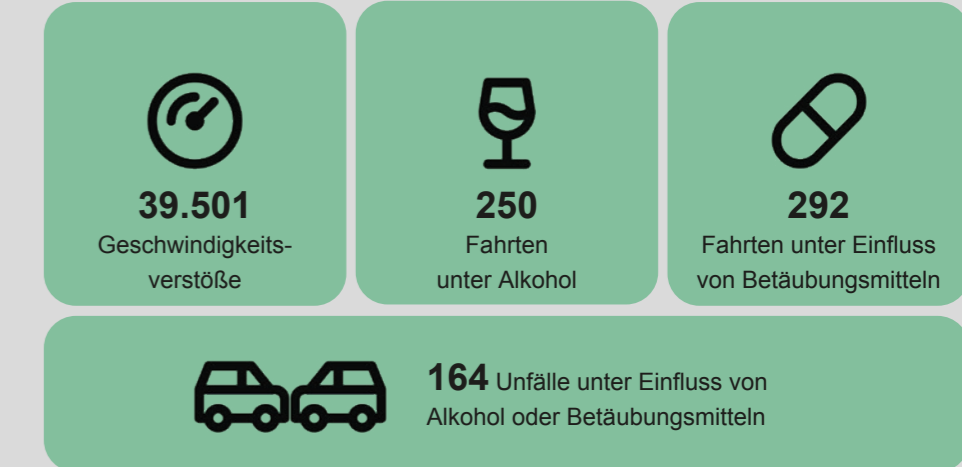 39.501
Geschwindigkeits-
verstöße
250
Fahrten
unter Alkohol
292
Fahrten unter Einfluss
von Betäubungsmitteln
164 Unfälle unter Einfluss von
Alkohol oder Betäubungsmitteln